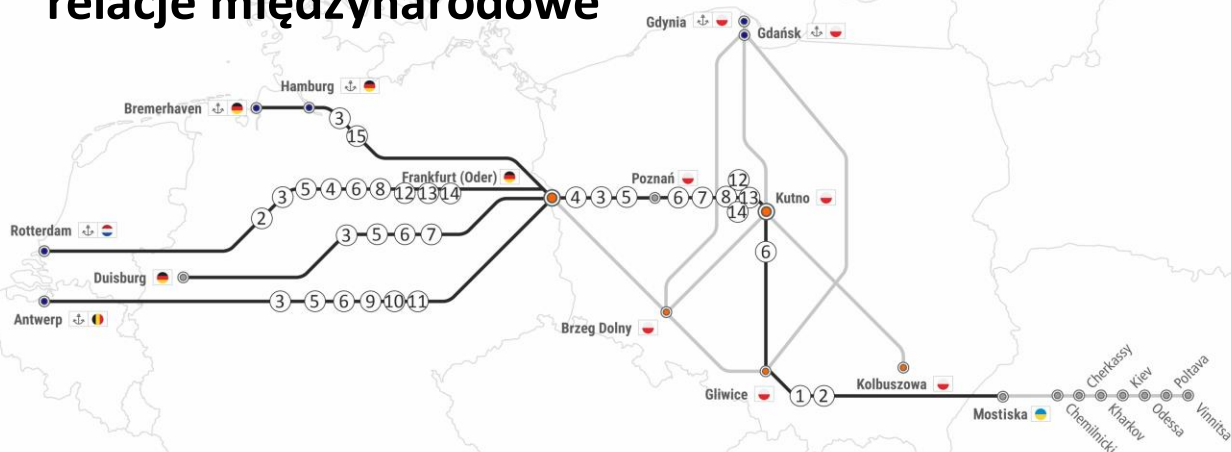 relacje międzynarodowe
Gdynia
Gdańsk
Hamburg
Bremerhaven
3
15
Frankfurt (Oder)
2 3 5 4 6 8 12 13 14
Poznań
4 3 5 6 7 8 12 13 14
Kutno
Rotterdam
3 5 6 7
6
Duisburg
3 5 6 9 10 11
Antwerp
Brzeg Dolny
Gliwice
1 2
Kolbuszowa
Mostiska
Cherkassy
Kiev
Połtava
Chemilnicki
Kharkov
Odessa
Vinnitsa